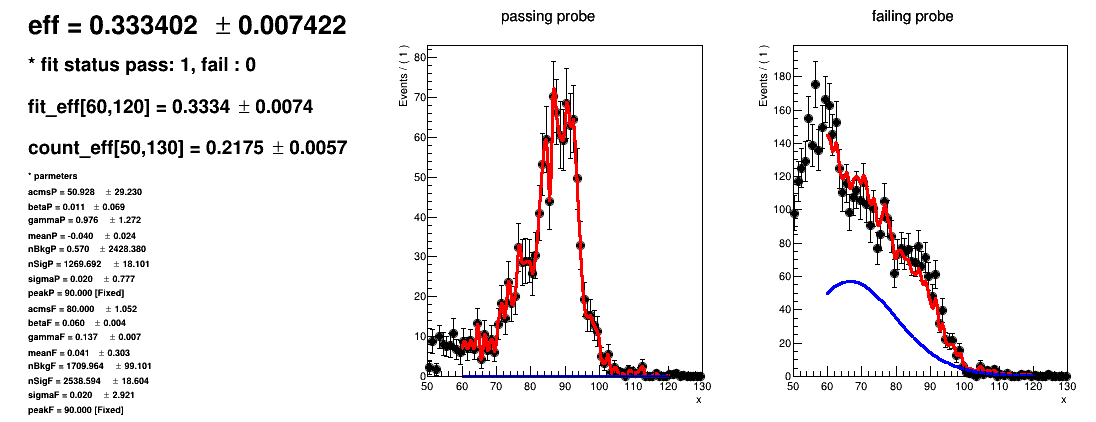 eff = 0.333402 ± 0.007422
* fit status pass: 1, fail : 0
fit_eff[60,120] = 0.3334 ± 0.0074
count_eff[50,130] = 0.2175 ± 0.0057
* parmeters
acmsP = 50.928 ± 29.230
betaP = 0.011 ± 0.069
gammaP = 0.976 ± 1.272
meanP = -0.040 ± 0.024
nBkgP = 0.570 ± 2428.380
nSigP = 1269.692 ± 18.101
sigmaP = 0.020 ± 0.777
peakP = 90.000 [Fixed]
acmsF = 80.000 ± 1.052
betaF = 0.060 ± 0.004
gammaF = 0.137 ± 0.007
meanF = 0.041 ± 0.303
nBkgF = 1709.964 ± 99.101
nSigF = 2538.594 ± 18.604
sigmaF = 0.020 ± 2.921
peakF = 90.000 [Fixed]
passing probe
Events / ( 1 )
80
70
60
50
40
30
20
10
0
50 60 70 80 90 100 110 120 130
x
failing probe
Events / ( 1 )
180
160
140
120
100
80
60
40
20
0
50 60 70 80 90 100 110 120 130
x